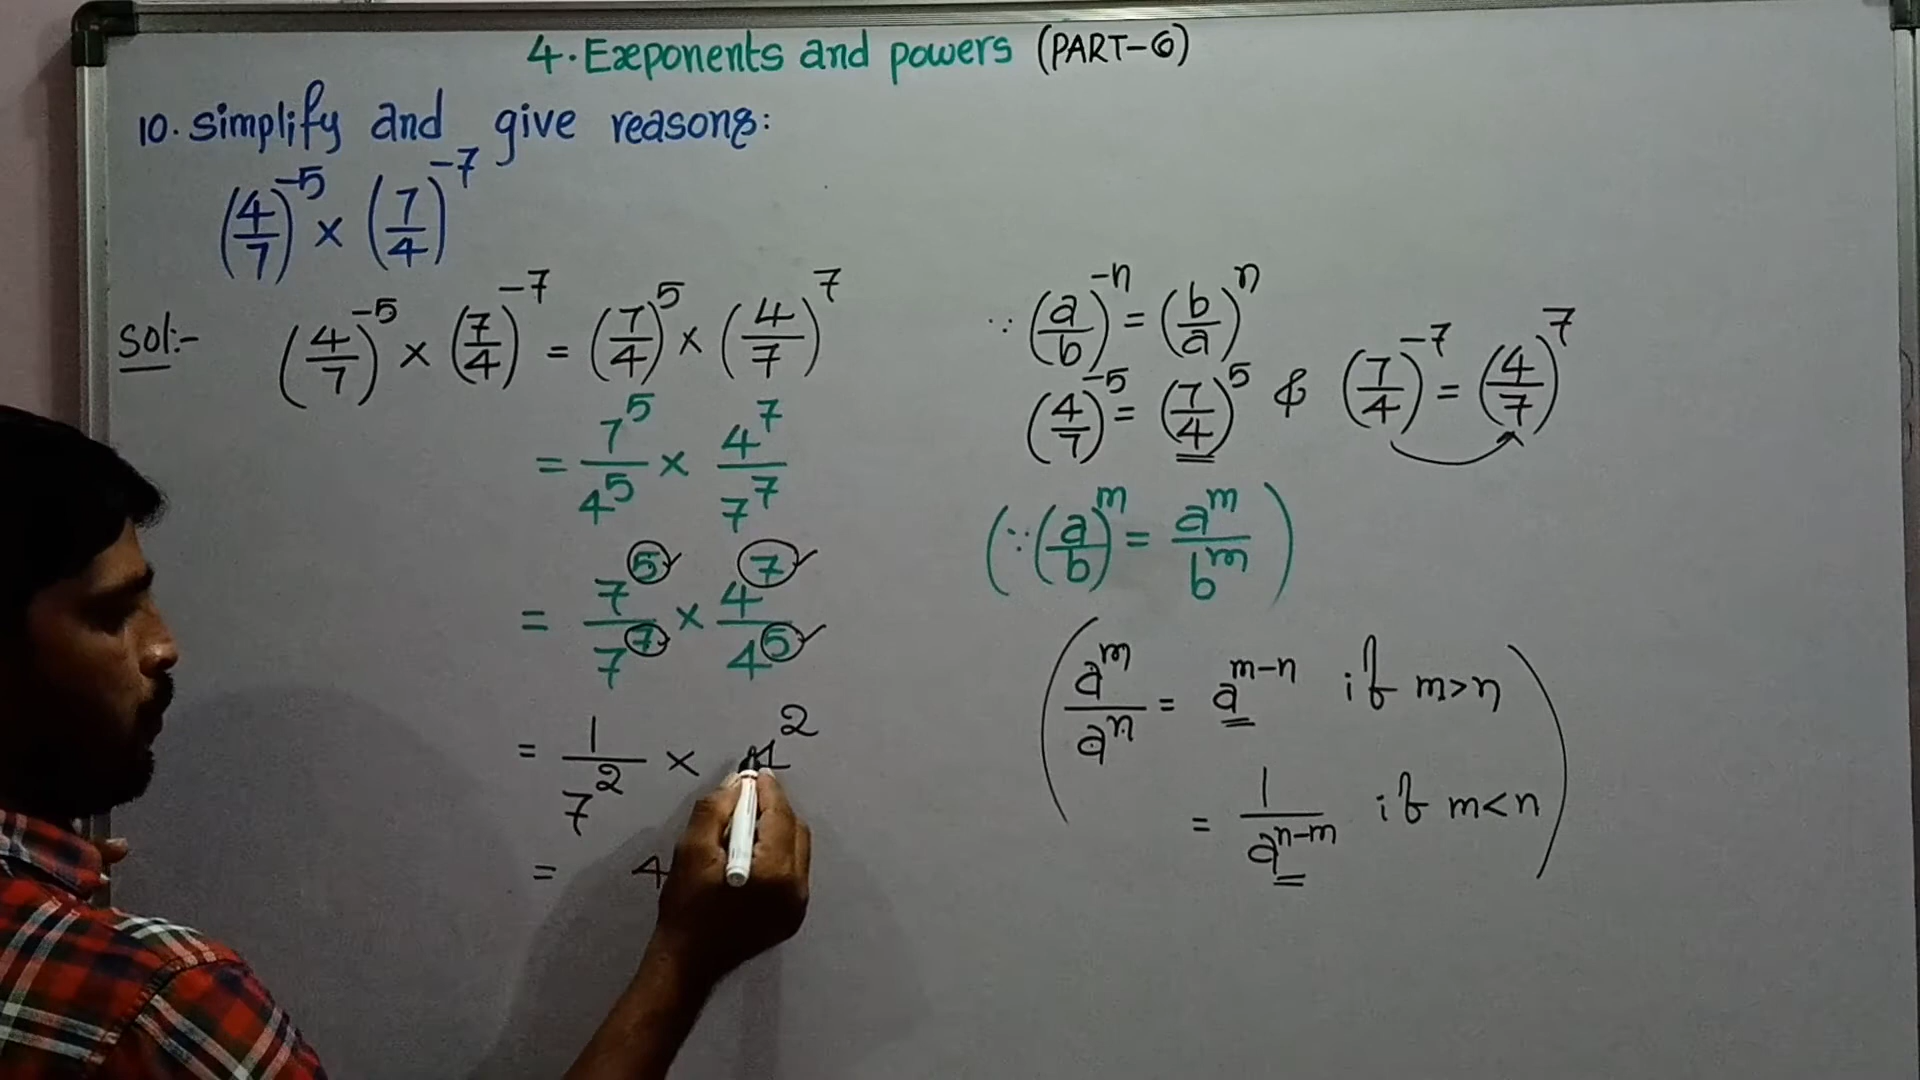 4. Exeponents and powers (PART-6)
10. simplify and give reasons:
(4/7)^-5 × (7/4)^-7
Sol:- (4/7)^-5 × (7/4)^-7 = (7/4)^5 × (4/7)^7
= 7^5/4^5 × 4^7/7^7
= 7^5/7^7 × 4^7/4^5
= 1/7^2 × 4^2
= 4
∵ (a/b)^-n = (b/a)^n
(4/7)^-5 = (7/4)^5 & (7/4)^-7 = (4/7)^7
(∵ (a/b)^m = a^m/b^m)
(a^m/a^n = a^m-n if m>n
= 1/a^n-m if m<n)